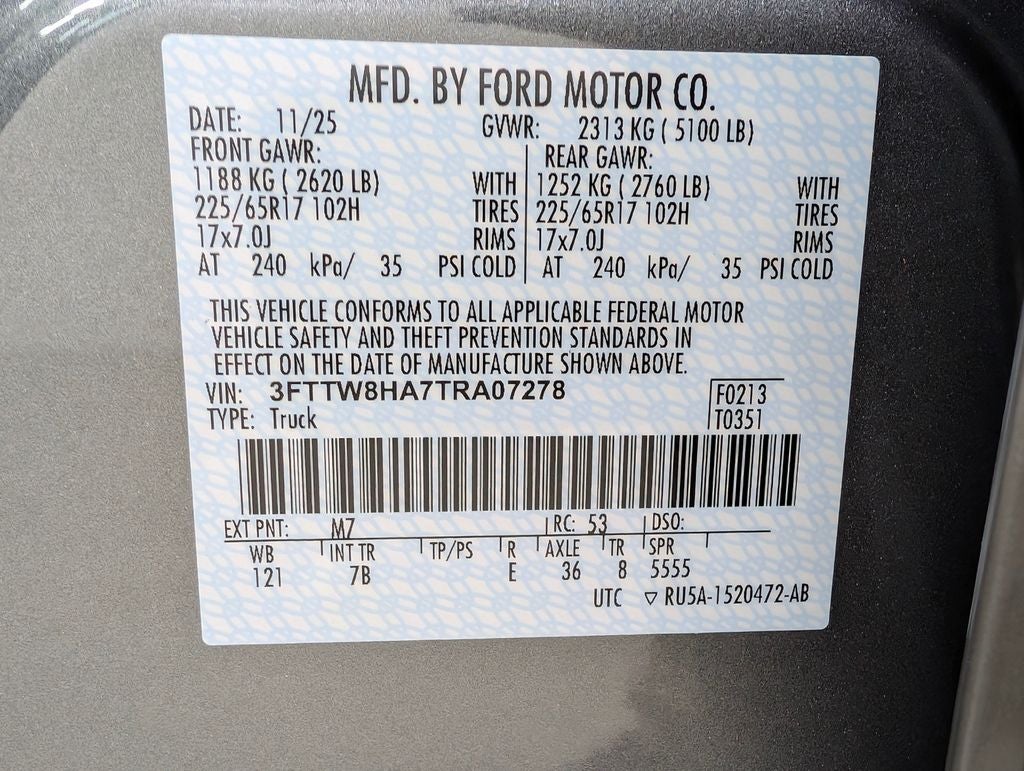 MFD. BY FORD MOTOR CO.
DATE: 11/25 GVWR: 2313 KG ( 5100 LB)
FRONT GAWR: REAR GAWR:
1188 KG ( 2620 LB) WITH 1252 KG ( 2760 LB) WITH
225/65R17 102H TIRES 225/65R17 102H TIRES
17x7.0J RIMS 17x7.0J RIMS
AT 240 kPa/ 35 PSI COLD AT 240 kPa/ 35 PSI COLD
THIS VEHICLE CONFORMS TO ALL APPLICABLE FEDERAL MOTOR
VEHICLE SAFETY AND THEFT PREVENTION STANDARDS IN
EFFECT ON THE DATE OF MANUFACTURE SHOWN ABOVE.
VIN: 3FTTW8HA7TRA07278 F0213
TYPE: Truck T0351
EXT PNT: M7 RC: 53 DSO:
WB INT TR TP/PS R AXLE TR SPR
121 7B E 36 8 5555
UTC ▽ RU5A-1520472-AB